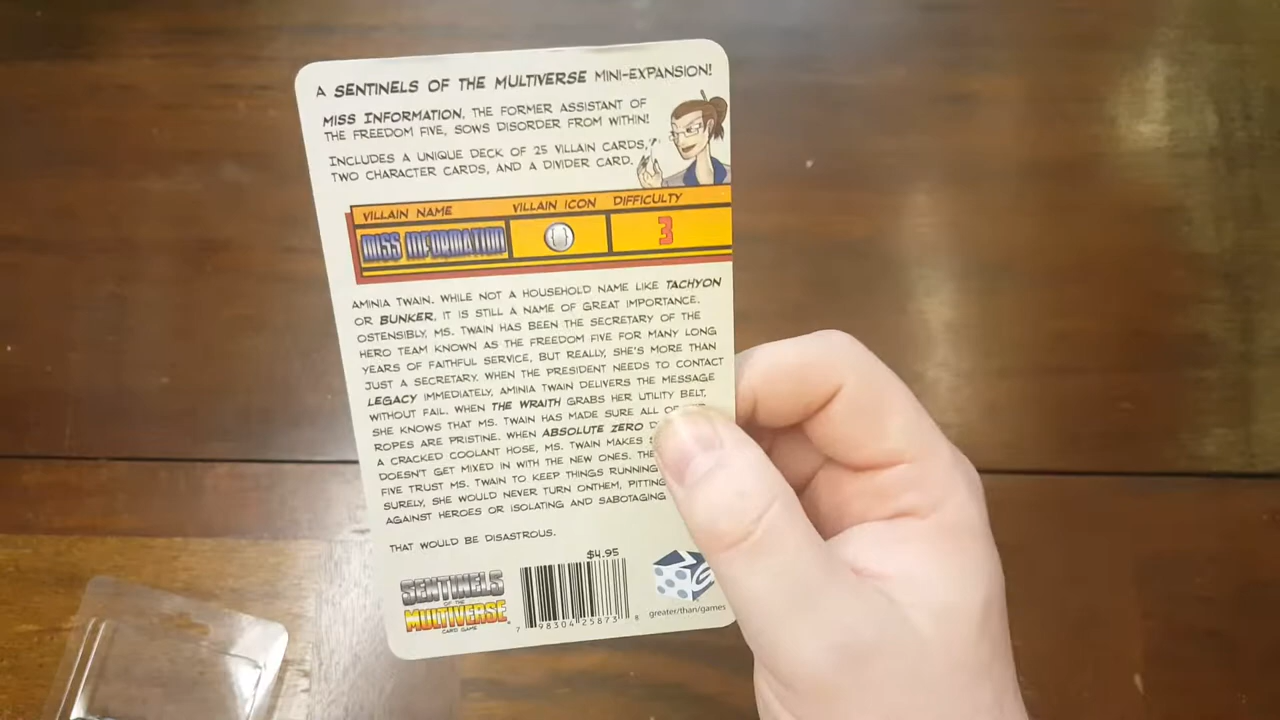 A SENTINELS OF THE MULTIVERSE MINI-EXPANSION!
MISS INFORMATION, THE FORMER ASSISTANT OF
THE FREEDOM FIVE, SOWS DISORDER FROM WITHIN!
INCLUDES A UNIQUE DECK OF 25 VILLAIN CARDS,
TWO CHARACTER CARDS, AND A DIVIDER CARD.
VILLAIN NAME VILLAIN ICON DIFFICULTY
MISS INFORMATION 3
AMINIA TWAIN. WHILE NOT A HOUSEHOLD NAME LIKE TACHYON
OR BUNKER, IT IS STILL A NAME OF GREAT IMPORTANCE.
OSTENSIBLY, MS. TWAIN HAS BEEN THE SECRETARY OF THE
HERO TEAM KNOWN AS THE FREEDOM FIVE FOR MANY LONG
YEARS OF FAITHFUL SERVICE, BUT REALLY, SHE'S MORE THAN
JUST A SECRETARY. WHEN THE PRESIDENT NEEDS TO CONTACT
LEGACY IMMEDIATELY, AMINIA TWAIN DELIVERS THE MESSAGE
WITHOUT FAIL. WHEN THE WRAITH GRABS HER UTILITY BELT,
SHE KNOWS THAT MS. TWAIN HAS MADE SURE ALL OF
ROPES ARE PRISTINE. WHEN ABSOLUTE ZERO
A CRACKED COOLANT HOSE, MS. TWAIN MAKES
DOESN'T GET MIXED IN WITH THE NEW ONES. THE
FIVE TRUST MS. TWAIN TO KEEP THINGS RUNNING
SURELY, SHE WOULD NEVER TURN ONTHEM, PITTING
AGAINST HEROES OR ISOLATING AND SABOTAGING
THAT WOULD BE DISASTROUS.
$4.95
SENTINELS
OF THE
MULTIVERSE
CARD GAME
7 98304 25873 8
greater/than/games